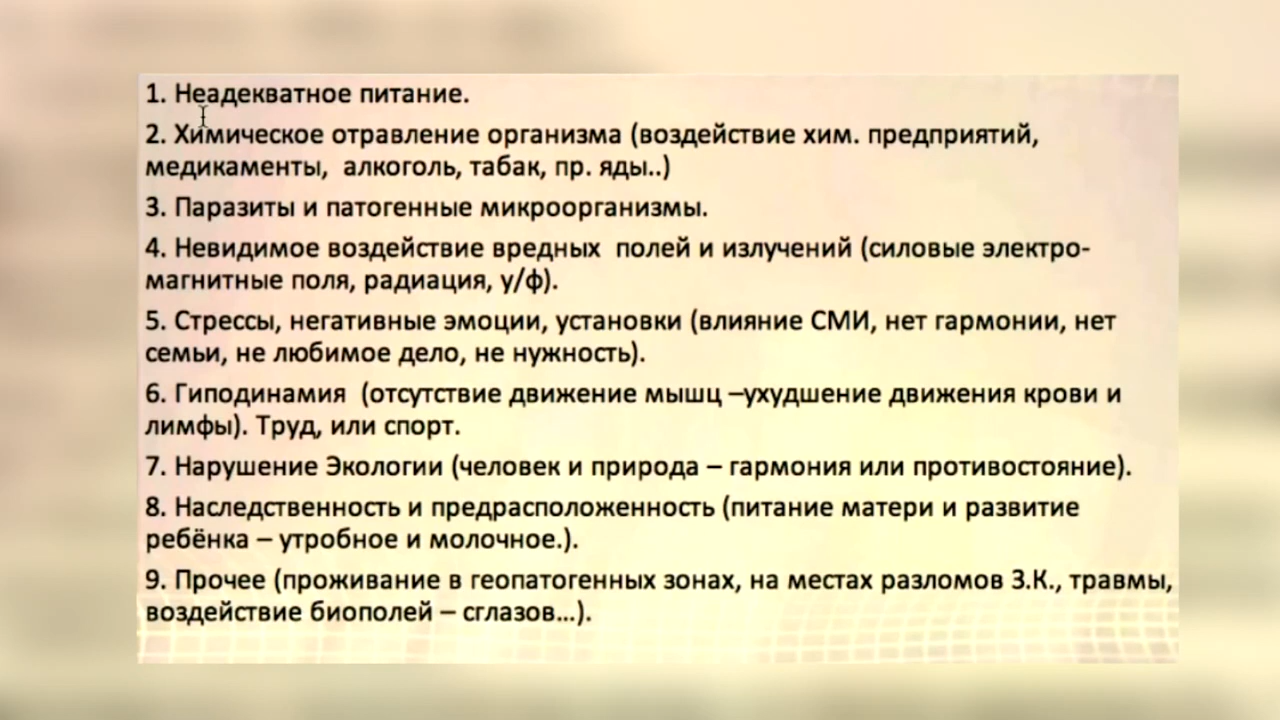 1. Неадекватное питание.
2. Химическое отравление организма (воздействие хим. предприятий,
медикаменты,  алкоголь, табак, пр. яды..)
3. Паразиты и патогенные микроорганизмы.
4. Невидимое воздействие вредных  полей и излучений (силовые электро-
магнитные поля, радиация, у/ф).
5. Стрессы, негативные эмоции, установки (влияние СМИ, нет гармонии, нет
семьи, не любимое дело, не нужность).
6. Гиподинамия  (отсутствие движение мышц –ухудшение движения крови и
лимфы). Труд, или спорт.
7. Нарушение Экологии (человек и природа – гармония или противостояние).
8. Наследственность и предрасположенность (питание матери и развитие
ребёнка – утробное и молочное.).
9. Прочее (проживание в геопатогенных зонах, на местах разломов З.К., травмы,
воздействие биополей – сглазов...).